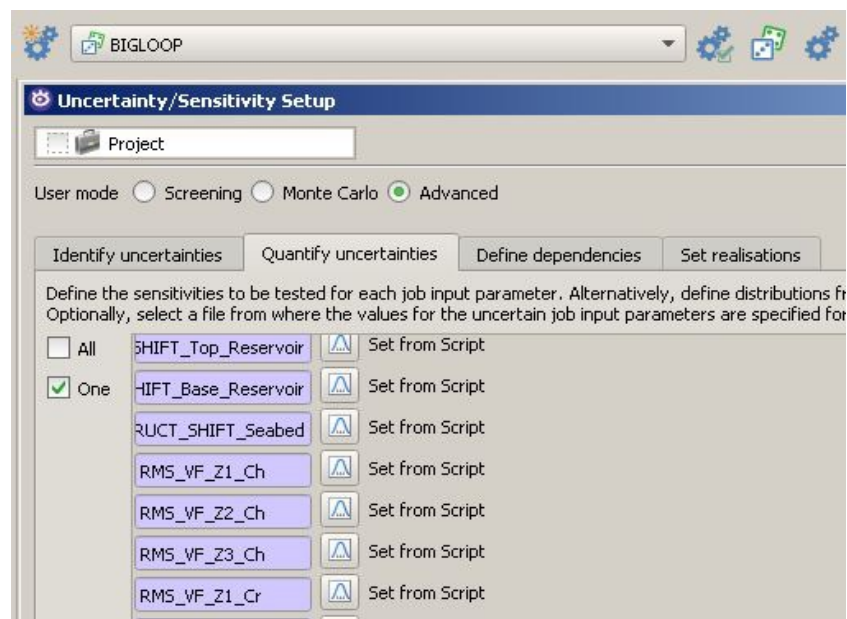 BIGLOOP
Uncertainty/Sensitivity Setup
Project
User mode Screening Monte Carlo Advanced
Identify uncertainties Quantify uncertainties Define dependencies Set realisations
Define the sensitivities to be tested for each job input parameter. Alternatively, define distributions
Optionally, select a file from where the values for the uncertain job input parameters are specified for
All SHIFT_Top_Reservoir Set from Script
One HIFT_Base_Reservoir Set from Script
RUCT_SHIFT_Seabed Set from Script
RMS_VF_Z1_Ch Set from Script
RMS_VF_Z2_Ch Set from Script
RMS_VF_Z3_Ch Set from Script
RMS_VF_Z1_Cr Set from Script